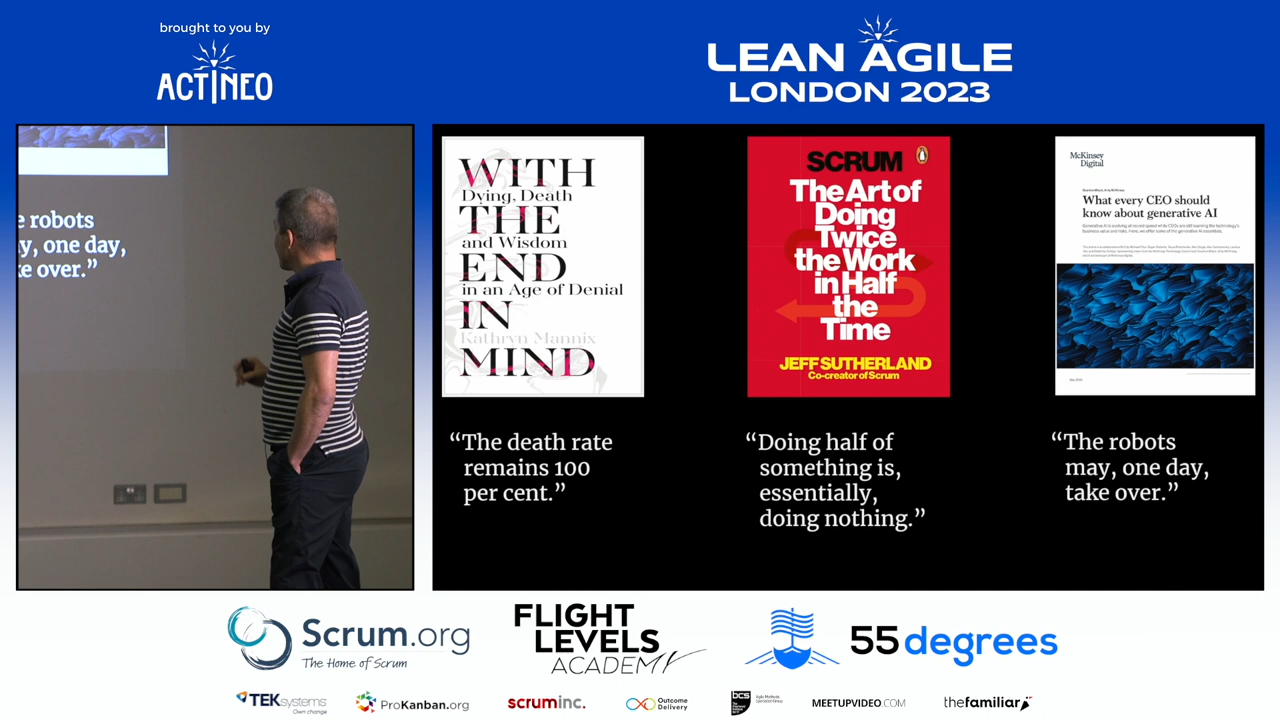 brought to you by
ACTINEO
LEAN AGILE
LONDON 2023
e robots
y, one day,
ke over.”
WITH
Dying, Death
THE
and Wisdom
END
in an Age of Denial
IN
Kathryn Mannix
MIND
“The death rate
remains 100
per cent.”
SCRUM
The Art of
Doing
Twice
the Work
in Half
the
Time
JEFF SUTHERLAND
Co-creator of Scrum
“Doing half of
something is,
essentially,
doing nothing.”
McKinsey
Digital
What every CEO should
know about generative AI
“The robots
may, one day,
take over.”
Scrum.org
The Home of Scrum
FLIGHT
LEVELS
ACADEMY
55 degrees
TEKsystems
Own change
ProKanban.org
scruminc.
Outcome
Delivery
bcs
MEETUPVIDEO.COM
thefamiliar